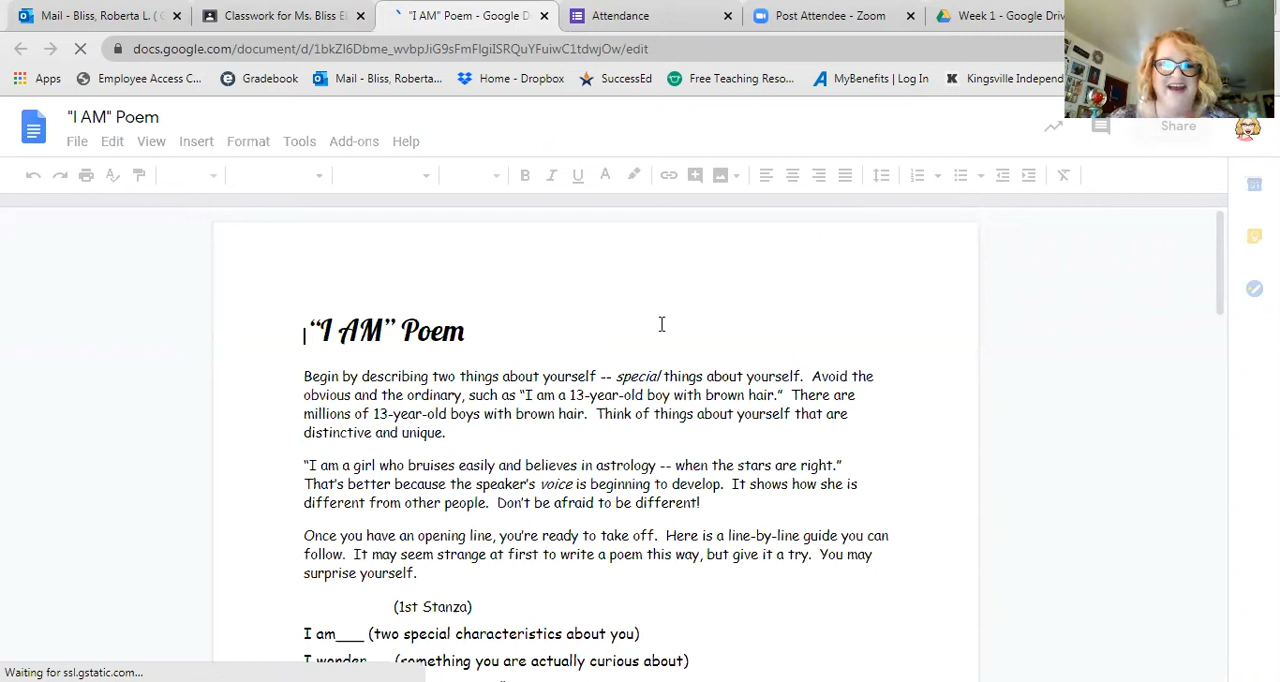 Mail - Bliss, Roberta L. ( Classwork for Ms. Bliss El "I AM" Poem - Google D Attendance Post Attendee - Zoom Week 1 - Google Driv
docs.google.com/document/d/1bkZl6Dbme_wvbpJiG9sFmFlgiISRQuYFuiwC1tdwjOw/edit
Apps Employee Access C... Gradebook Mail - Bliss, Roberta... Home - Dropbox SuccessEd Free Teaching Reso... MyBenefits | Log In Kingsville Independ
"I AM" Poem
File Edit View Insert Format Tools Add-ons Help
Share
"I AM" Poem
Begin by describing two things about yourself -- special things about yourself. Avoid the
obvious and the ordinary, such as "I am a 13-year-old boy with brown hair." There are
millions of 13-year-old boys with brown hair. Think of things about yourself that are
distinctive and unique.
"I am a girl who bruises easily and believes in astrology -- when the stars are right."
That's better because the speaker's voice is beginning to develop. It shows how she is
different from other people. Don't be afraid to be different!
Once you have an opening line, you're ready to take off. Here is a line-by-line guide you can
follow. It may seem strange at first to write a poem this way, but give it a try. You may
surprise yourself.
(1st Stanza)
I am___ (two special characteristics about you)
I wonder___ (something you are actually curious about)
Waiting for ssl.gstatic.com...